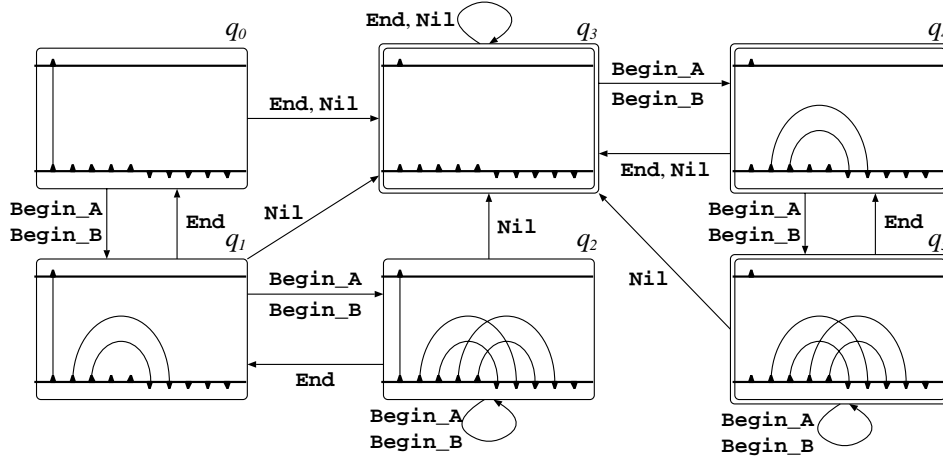 q0
End, Nil
q3
q
Begin_A
Begin_B
End, Nil
End, Nil
Begin_A
Begin_B
End
q1
Nil
Nil
q2
Begin_A
Begin_B
End
q
Begin_A
Begin_B
End
Nil
Begin_A
Begin_B
Begin_A
Begin_B